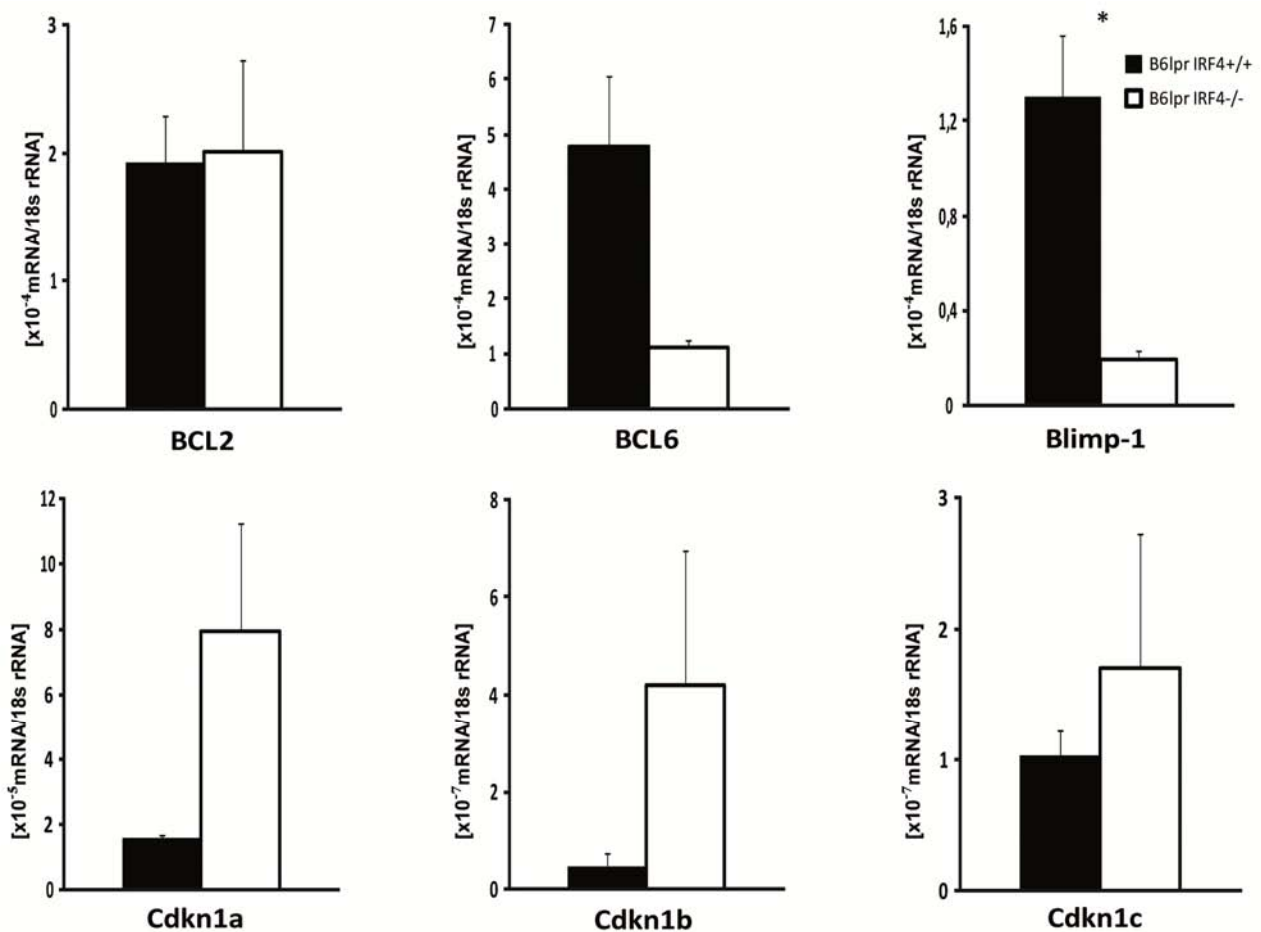 [x10⁻⁴mRNA/18s rRNA]
3
2
1
0
BCL2
[x10⁻⁴mRNA/18s rRNA]
7
6
5
4
3
2
1
0
BCL6
[x10⁻⁴mRNA/18s rRNA]
1,6
1,2
0,8
0,4
0
*
B6lpr IRF4+/+
B6lpr IRF4-/-
Blimp-1
[x10⁻⁵mRNA/18s rRNA]
12
10
8
6
4
2
0
Cdkn1a
[x10⁻⁷mRNA/18s rRNA]
8
6
4
2
0
Cdkn1b
[x10⁻⁷mRNA/18s rRNA]
3
2
1
0
Cdkn1c